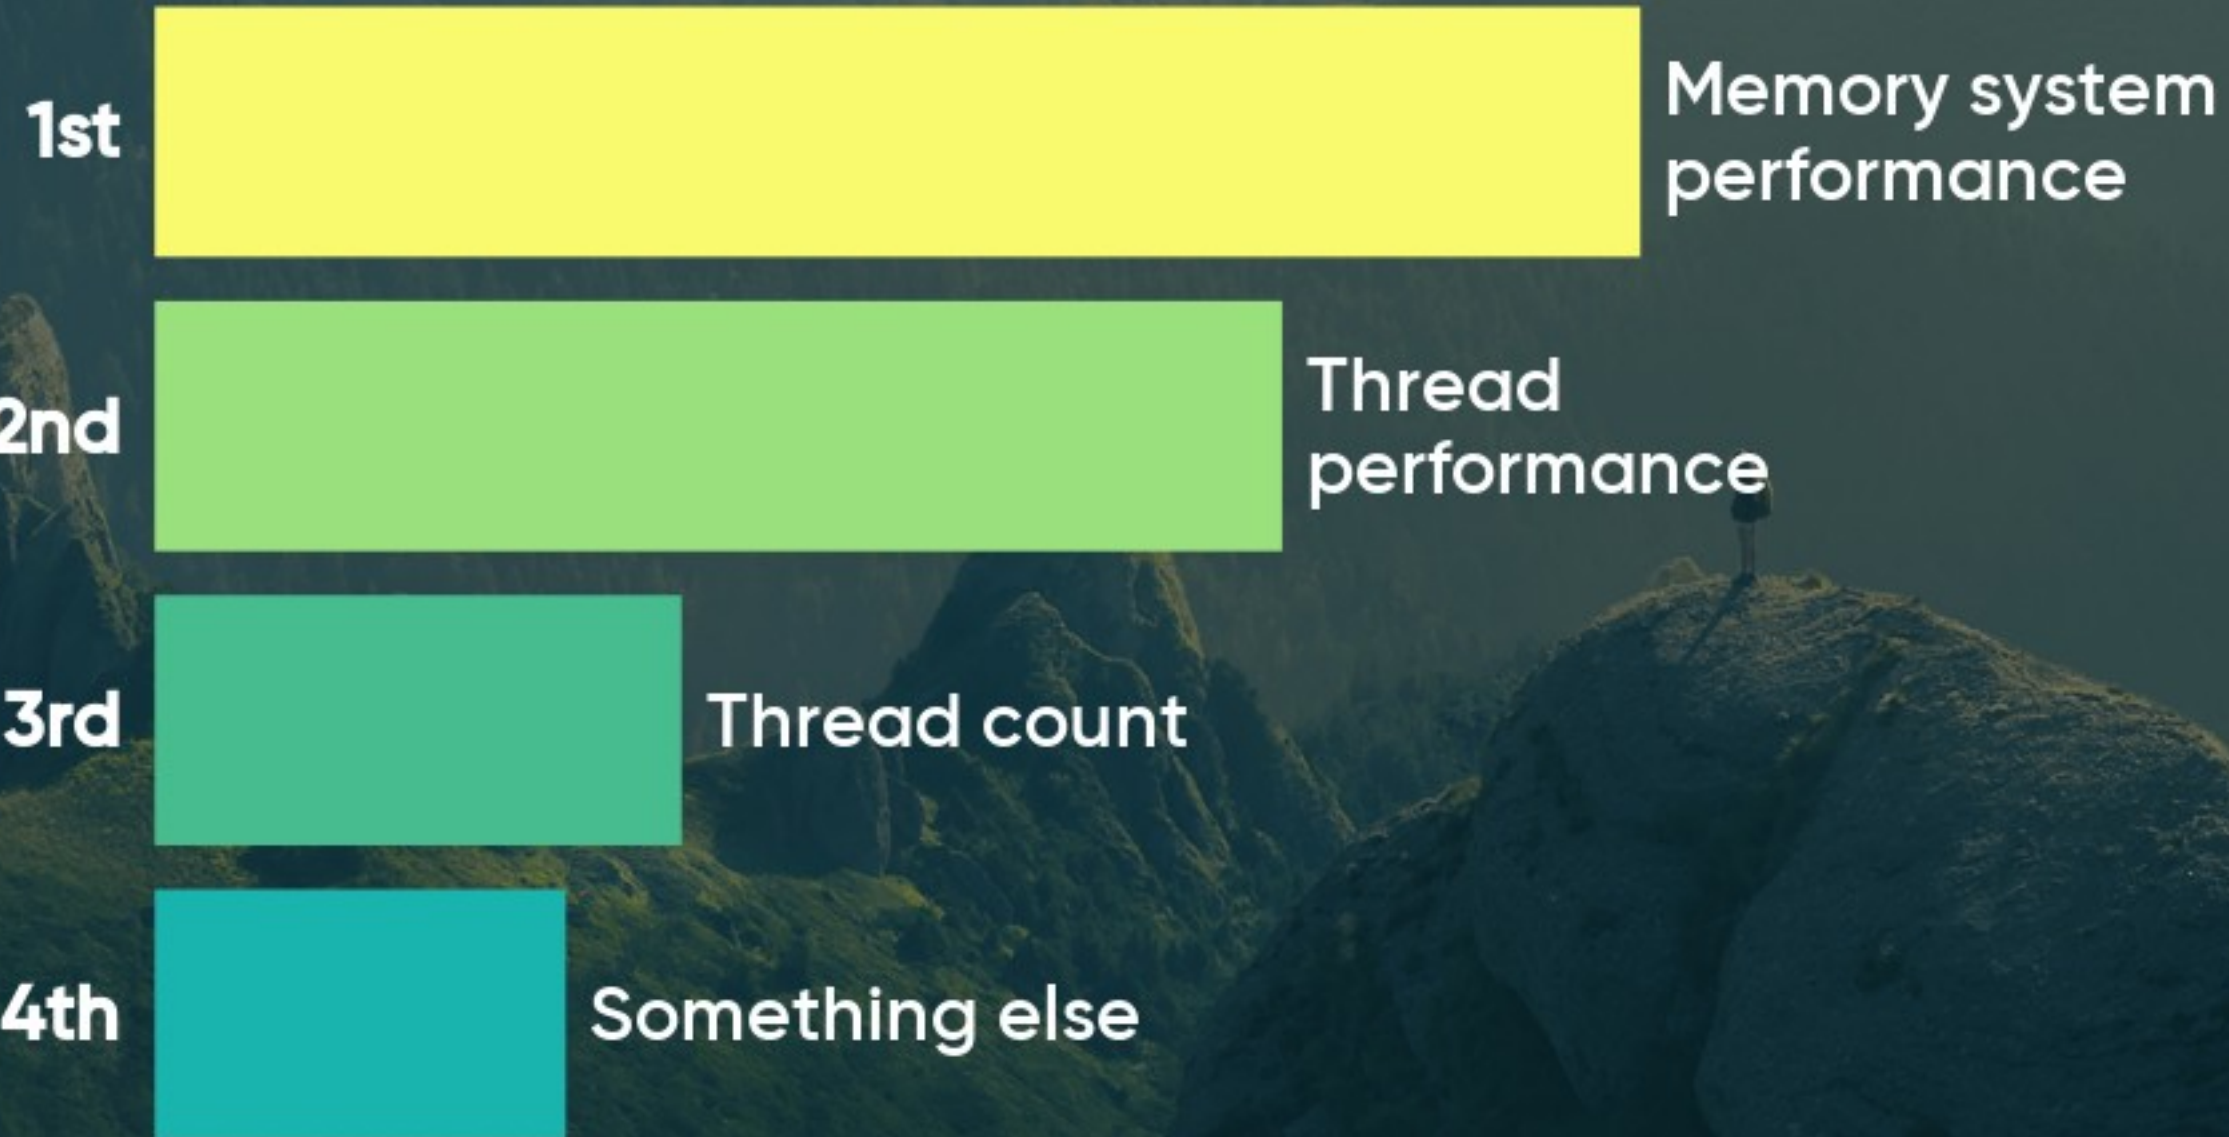 1st
Memory system
performance
2nd
Thread
performance
3rd
Thread count
4th
Something else